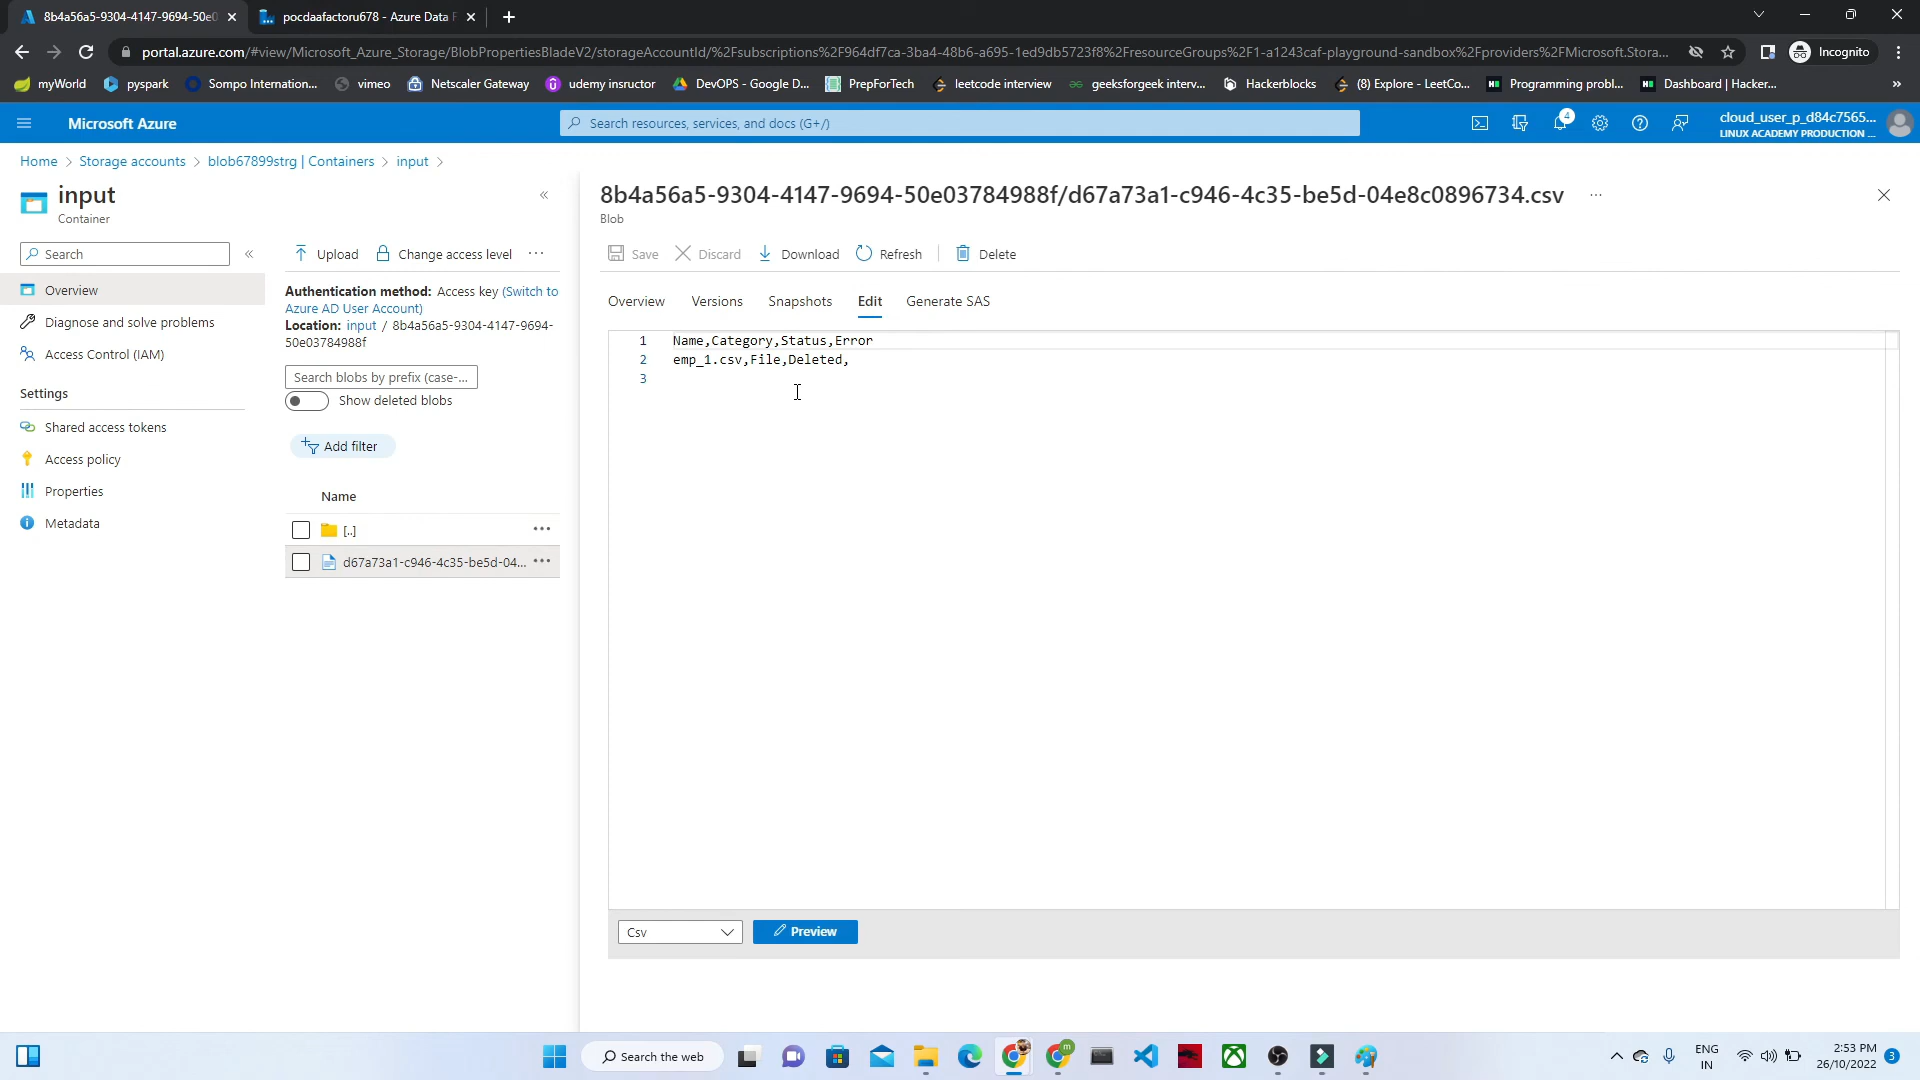 8b4a56a5-9304-4147-9694-50e0
pocdaafactoru678 - Azure Data F
portal.azure.com/#view/Microsoft_Azure_Storage/BlobPropertiesBladeV2/storageAccountId/%2Fsubscriptions%2F964df7ca-3ba4-48b6-a695-1ed9db5723f8%2FresourceGroups%2F1-a1243caf-playground-sandbox%2Fproviders%2FMicrosoft.Stora...
Incognito
myWorld
pyspark
Sompo Internation...
vimeo
Netscaler Gateway
udemy insructor
DevOPS - Google D...
PrepForTech
leetcode interview
geeksforgeek interv...
Hackerblocks
(8) Explore - LeetCo...
Programming probl...
Dashboard | Hacker...
Microsoft Azure
Search resources, services, and docs (G+/)
4
cloud_user_p_d84c7565...
LINUX ACADEMY PRODUCTION ...
Home > Storage accounts > blob67899strg | Containers > input >
input
Container
Search
Overview
Diagnose and solve problems
Access Control (IAM)
Settings
Shared access tokens
Access policy
Properties
Metadata
Upload
Change access level
Authentication method: Access key (Switch to
Azure AD User Account)
Location: input / 8b4a56a5-9304-4147-9694-
50e03784988f
Search blobs by prefix (case-...
Show deleted blobs
Add filter
Name
[..]
d67a73a1-c946-4c35-be5d-04...
8b4a56a5-9304-4147-9694-50e03784988f/d67a73a1-c946-4c35-be5d-04e8c0896734.csv
Blob
Save
Discard
Download
Refresh
Delete
Overview
Versions
Snapshots
Edit
Generate SAS
1 Name,Category,Status,Error
2 emp_1.csv,File,Deleted,
3
Csv
Preview
Search the web
m
ENG
IN
2:53 PM
26/10/2022
3